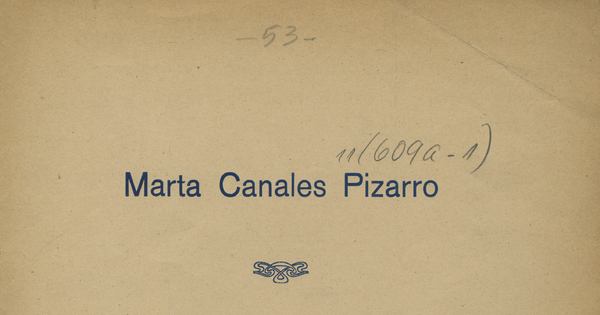 -53-
11(609a-1)
Marta Canales Pizarro